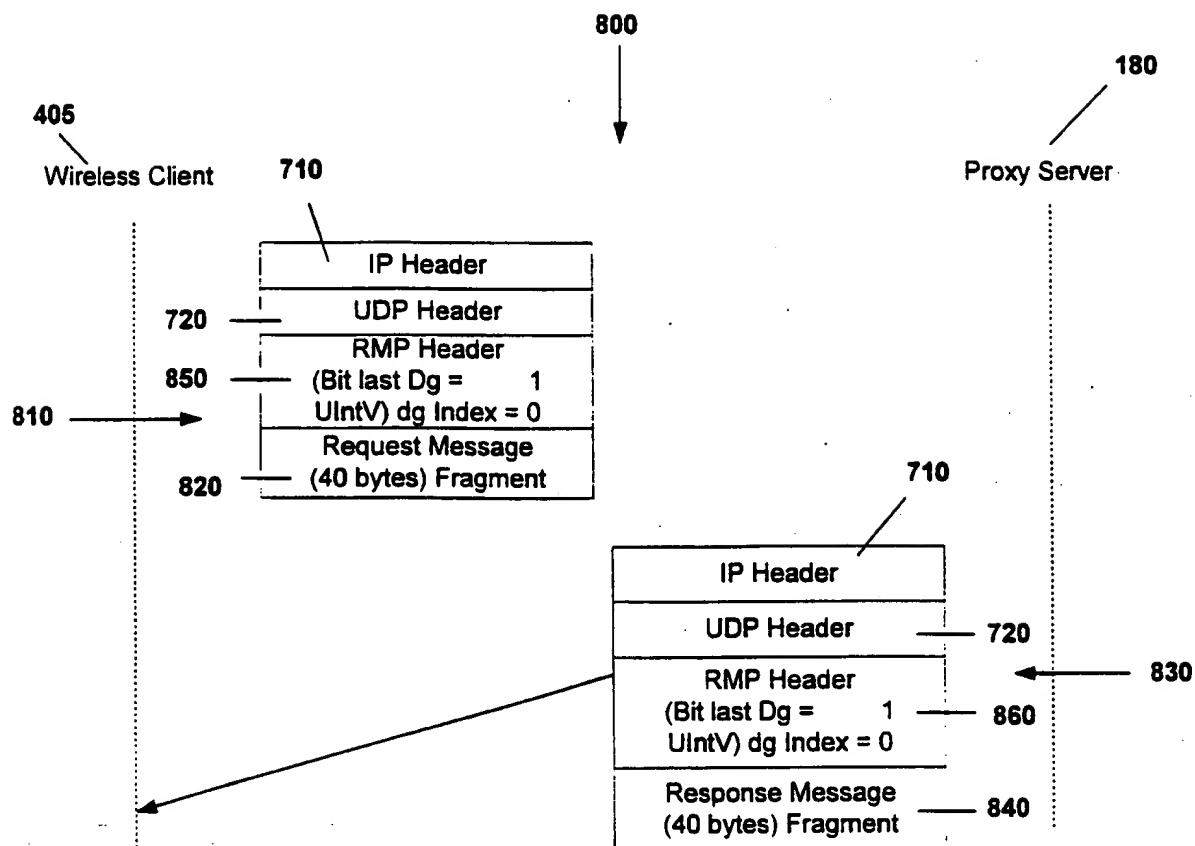 800
180
405
Wireless Client
710
Proxy Server
IP Header
720
UDP Header
850
RMP Header
(Bit last Dg = 1
UIntV) dg Index = 0
810
820
Request Message
(40 bytes) Fragment
710
IP Header
UDP Header
720
RMP Header
(Bit last Dg = 1
UIntV) dg Index = 0
830
860
Response Message
(40 bytes) Fragment
840